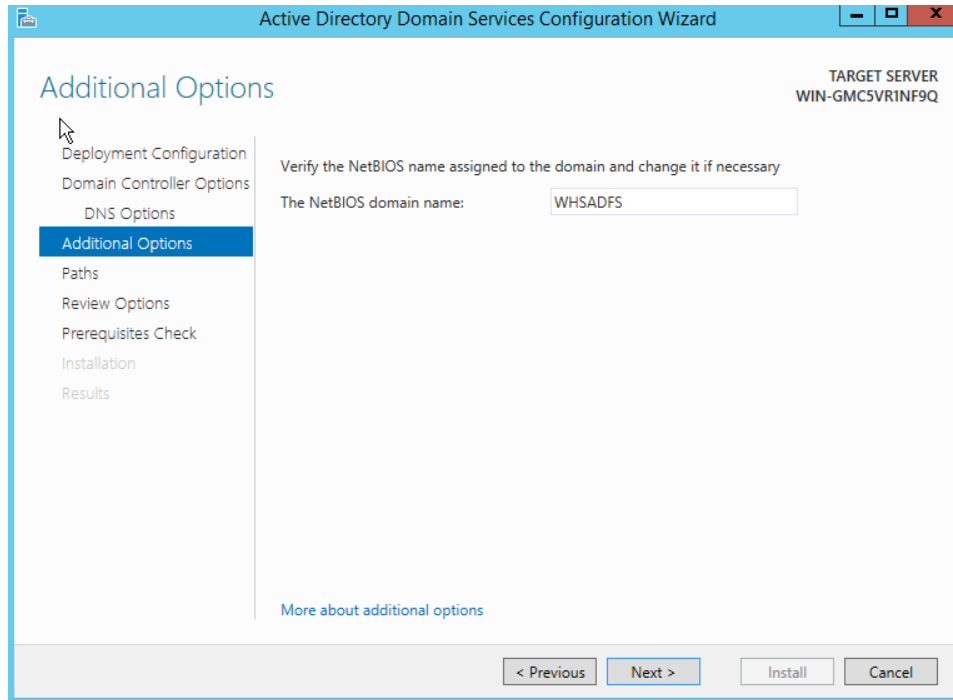 Active Directory Domain Services Configuration Wizard
Additional Options
TARGET SERVER
WIN-GMC5VR1NF9Q
Deployment Configuration
Domain Controller Options
DNS Options
Additional Options
Paths
Review Options
Prerequisites Check
Installation
Results
Verify the NetBIOS name assigned to the domain and change it if necessary
The NetBIOS domain name: WHSADFS
More about additional options
< Previous Next > Install Cancel